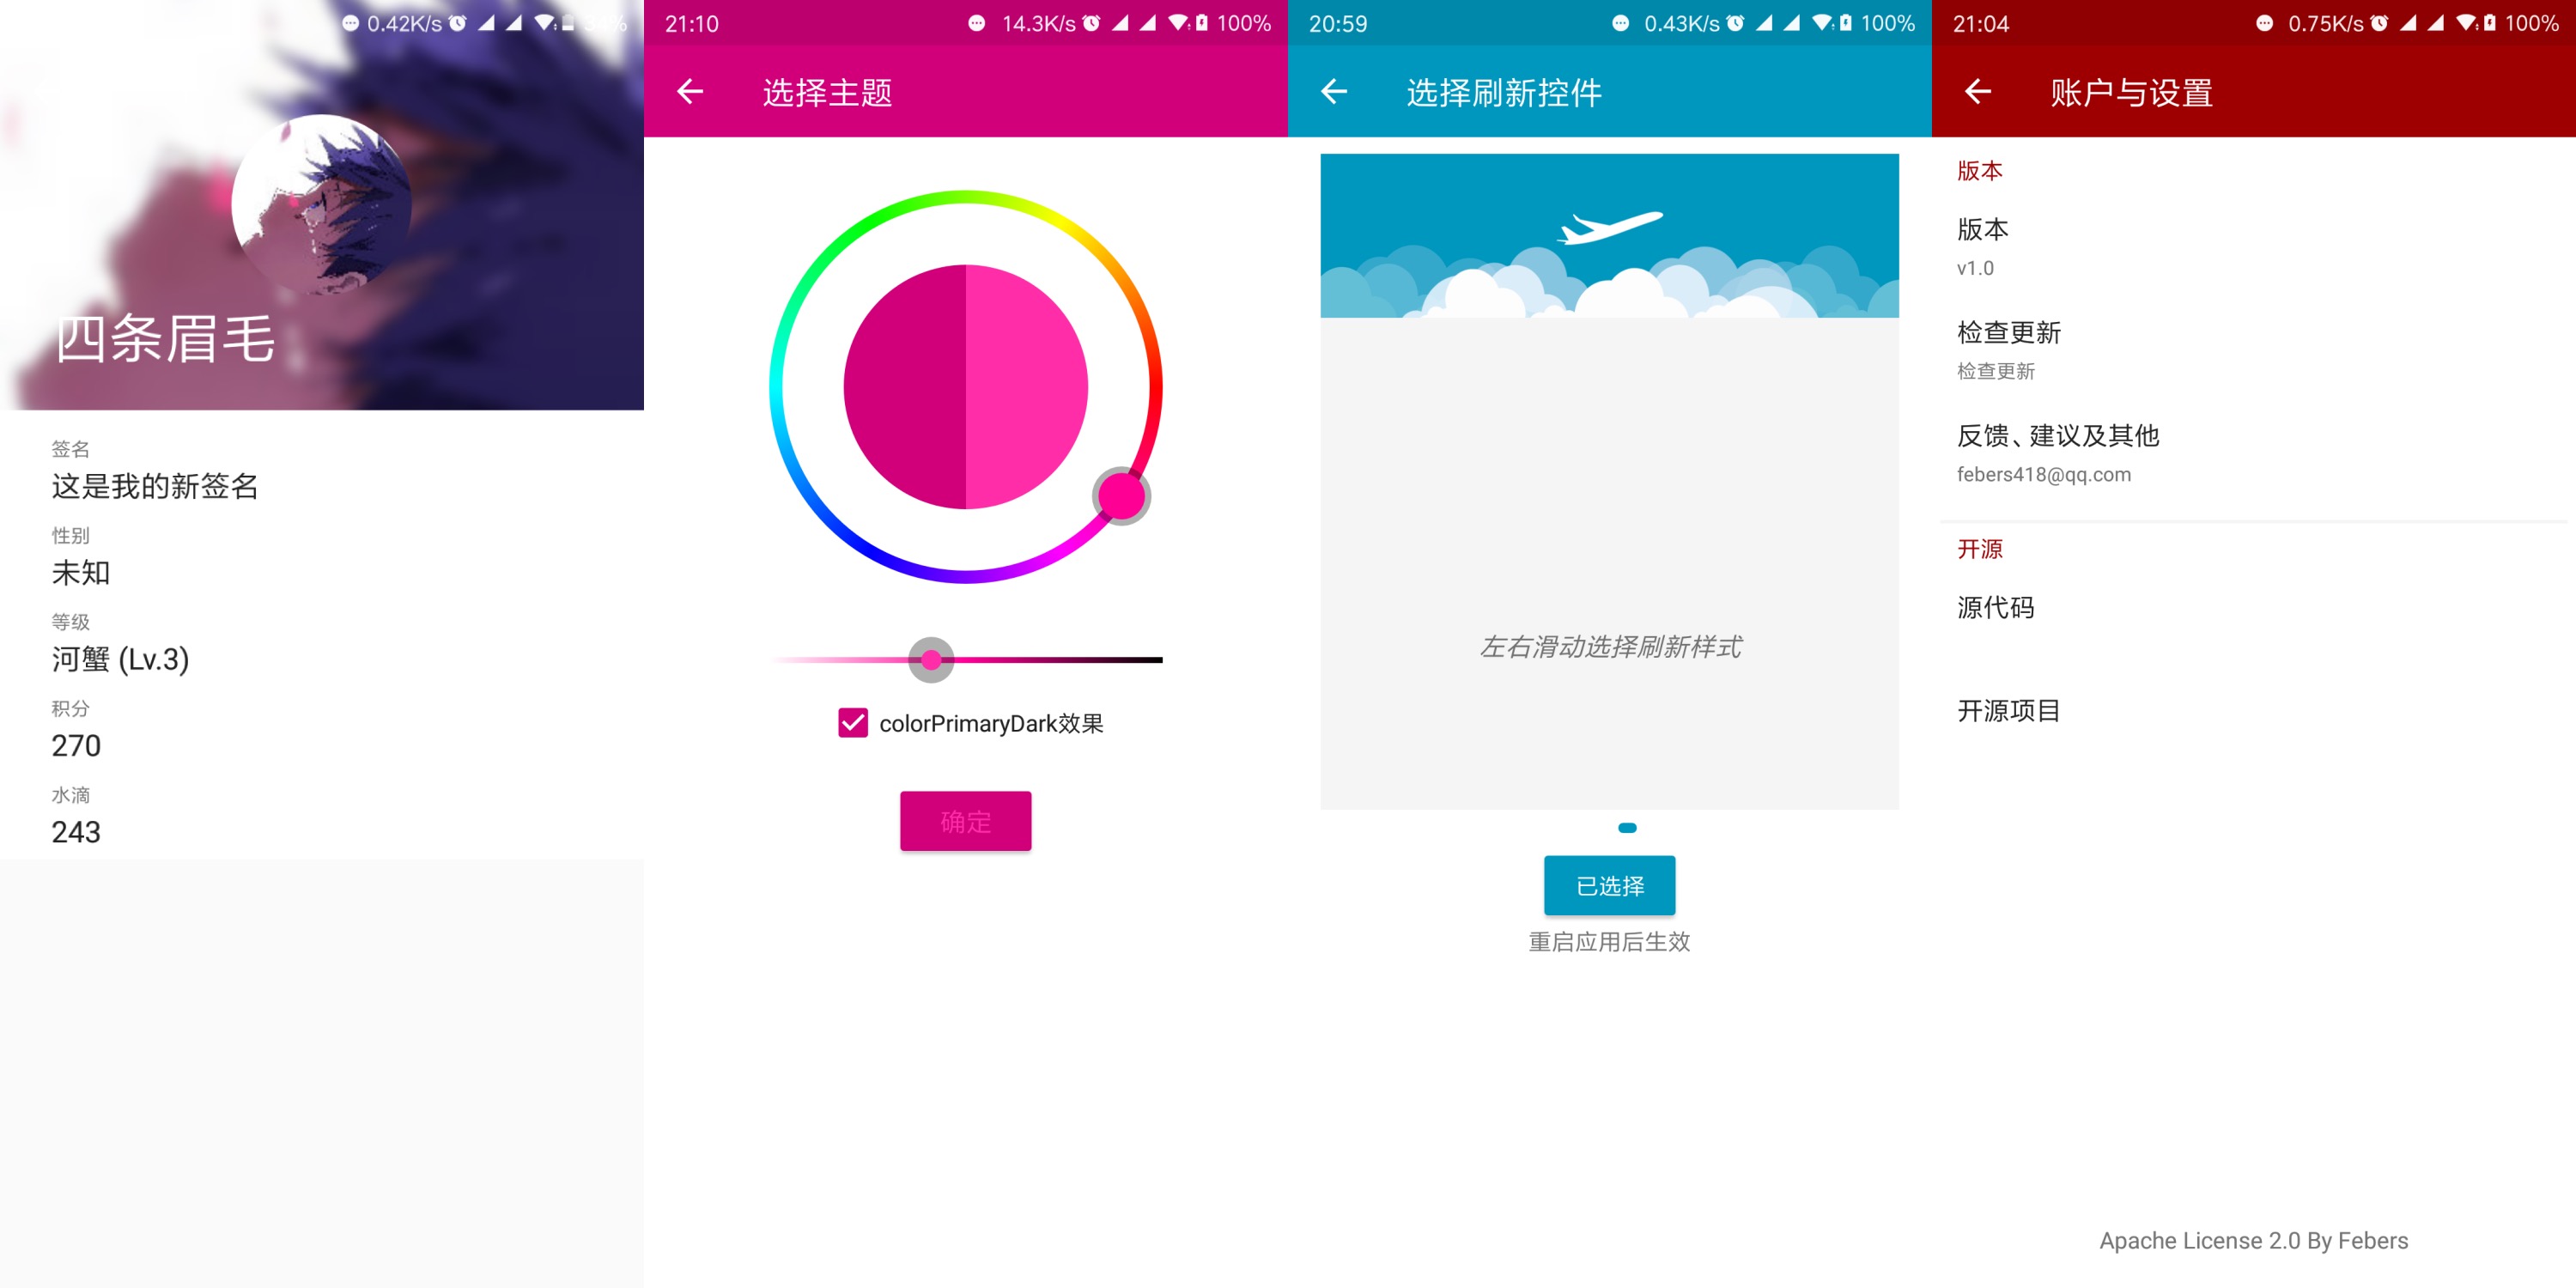 0.42K/s
四条眉毛
签名
这是我的新签名
性别
未知
等级
河蟹 (Lv.3)
积分
270
水滴
243
21:10 14.3K/s 100%
选择主题
colorPrimaryDark效果
确定
20:59 0.43K/s 100%
选择刷新控件
左右滑动选择刷新样式
已选择
重启应用后生效
21:04 0.75K/s 100%
账户与设置
版本
版本
v1.0
检查更新
检查更新
反馈、建议及其他
febers418@qq.com
开源
源代码
开源项目
Apache License 2.0 By Febers